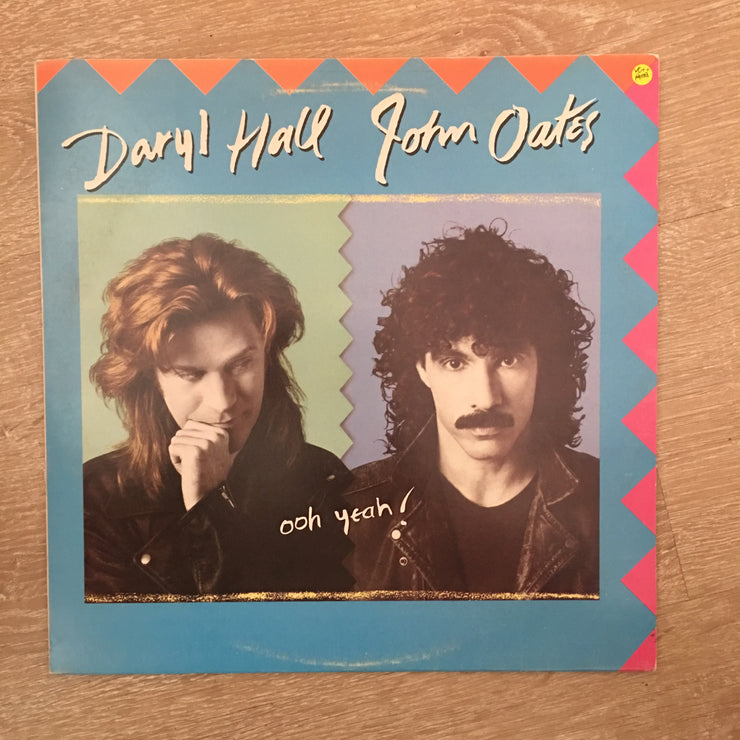 Daryl Hall John Oates
ooh yeah!